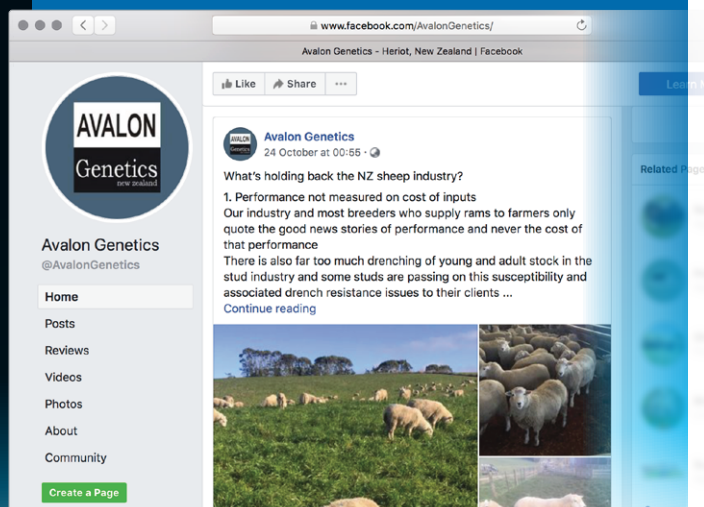 www.facebook.com/AvalonGenetics/
Avalon Genetics - Heriot, New Zealand | Facebook
AVALON
Genetics
new zealand
Avalon Genetics
@AvalonGenetics
Home
Posts
Reviews
Videos
Photos
About
Community
Create a Page
Like
Share
AVALON
Genetics
Avalon Genetics
24 October at 00:55 ·
What's holding back the NZ sheep industry?
1. Performance not measured on cost of inputs
Our industry and most breeders who supply rams to farmers only
quote the good news stories of performance and never the cost of
that performance
There is also far too much drenching of young and adult stock in the
stud industry and some studs are passing on this susceptibility and
associated drench resistance issues to their clients ...
Continue reading
Learn
Related Page